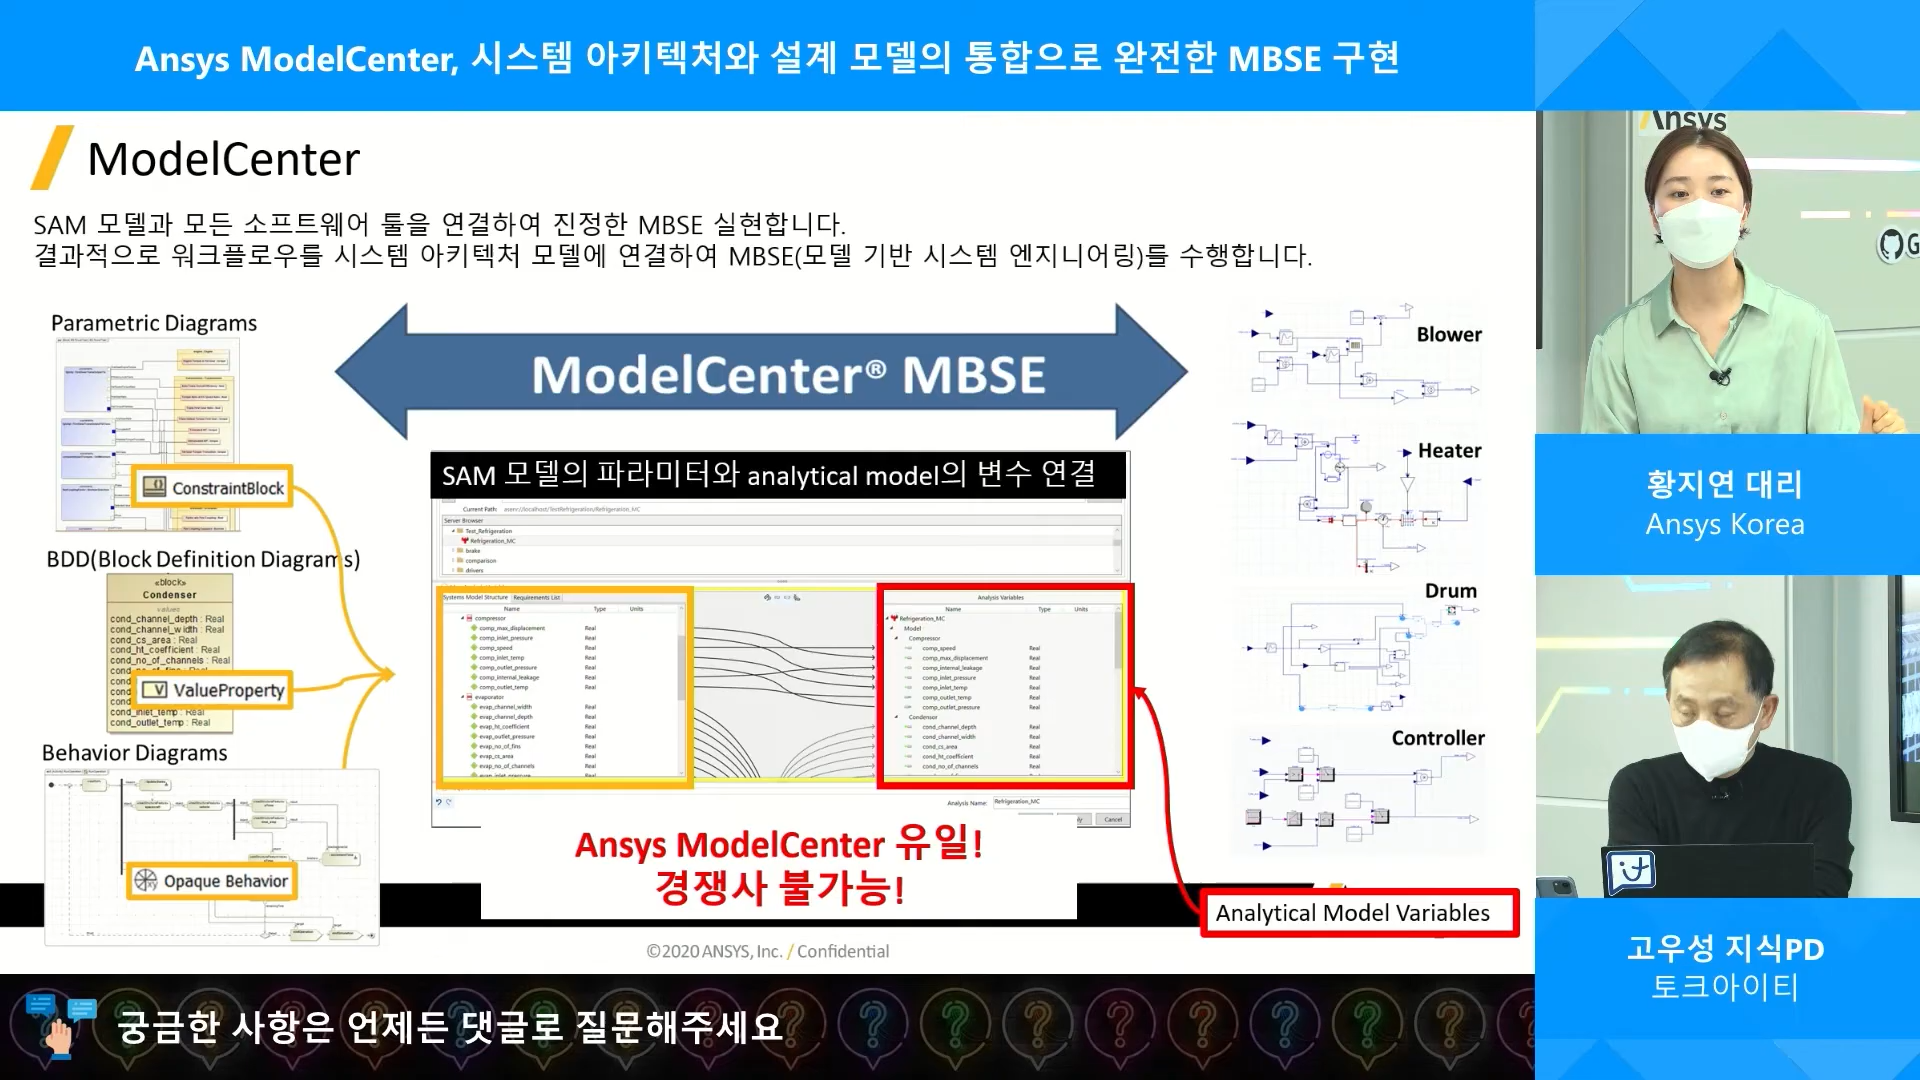 Ansys ModelCenter, 시스템 아키텍처와 설계 모델의 통합으로 완전한 MBSE 구현
ModelCenter
SAM 모델과 모든 소프트웨어 툴을 연결하여 진정한 MBSE 실현합니다.
결과적으로 워크플로우를 시스템 아키텍처 모델에 연결하여 MBSE(모델 기반 시스템 엔지니어링)를 수행합니다.
Parametric Diagrams
ConstraintBlock
BDD(Block Definition Diagrams)
«block»
Condenser
values
cond_channel_depth : Real
cond_channel_width : Real
cond_cs_area : Real
cond_ht_coefficient : Real
cond_no_of_channels : Real
ValueProperty
cond_inlet_temp : Real
cond_outlet_temp : Real
Behavior Diagrams
Opaque Behavior
ModelCenter® MBSE
SAM 모델의 파라미터와 analytical model의 변수 연결
Current Path: asenv://localhost/TestRefrigeration/Refrigeration_MC
Server Browser
Test_Refrigeration
Refrigeration_MC
brake
comparison
drivers
Systems Model Structure Requirements List
Name Type Units
compressor
comp_max_displacement Real
comp_inlet_pressure Real
comp_speed Real
comp_inlet_temp Real
comp_outlet_pressure Real
comp_internal_leakage Real
comp_outlet_temp Real
evaporator
evap_channel_width Real
evap_channel_depth Real
evap_ht_coefficient Real
evap_outlet_pressure Real
evap_no_of_fins Real
evap_cs_area Real
evap_no_of_channels Real
evap_inlet_pressure Real
Analysis Variables
Name Type Units
Refrigeration_MC
Model
Compressor
comp_speed Real
comp_max_displacement Real
comp_internal_leakage Real
comp_inlet_pressure Real
comp_inlet_temp Real
comp_outlet_temp Real
comp_outlet_pressure Real
Condenser
cond_channel_depth Real
cond_channel_width Real
cond_cs_area Real
cond_ht_coefficient Real
cond_no_of_channels Real
Analysis Name: Refrigeration_MC
Cancel
Ansys ModelCenter 유일!
경쟁사 불가능!
Blower
Heater
Drum
Controller
Analytical Model Variables
©2020 ANSYS, Inc. / Confidential
Ansys
G
황지연 대리
Ansys Korea
고우성 지식PD
토크아이티
궁금한 사항은 언제든 댓글로 질문해주세요